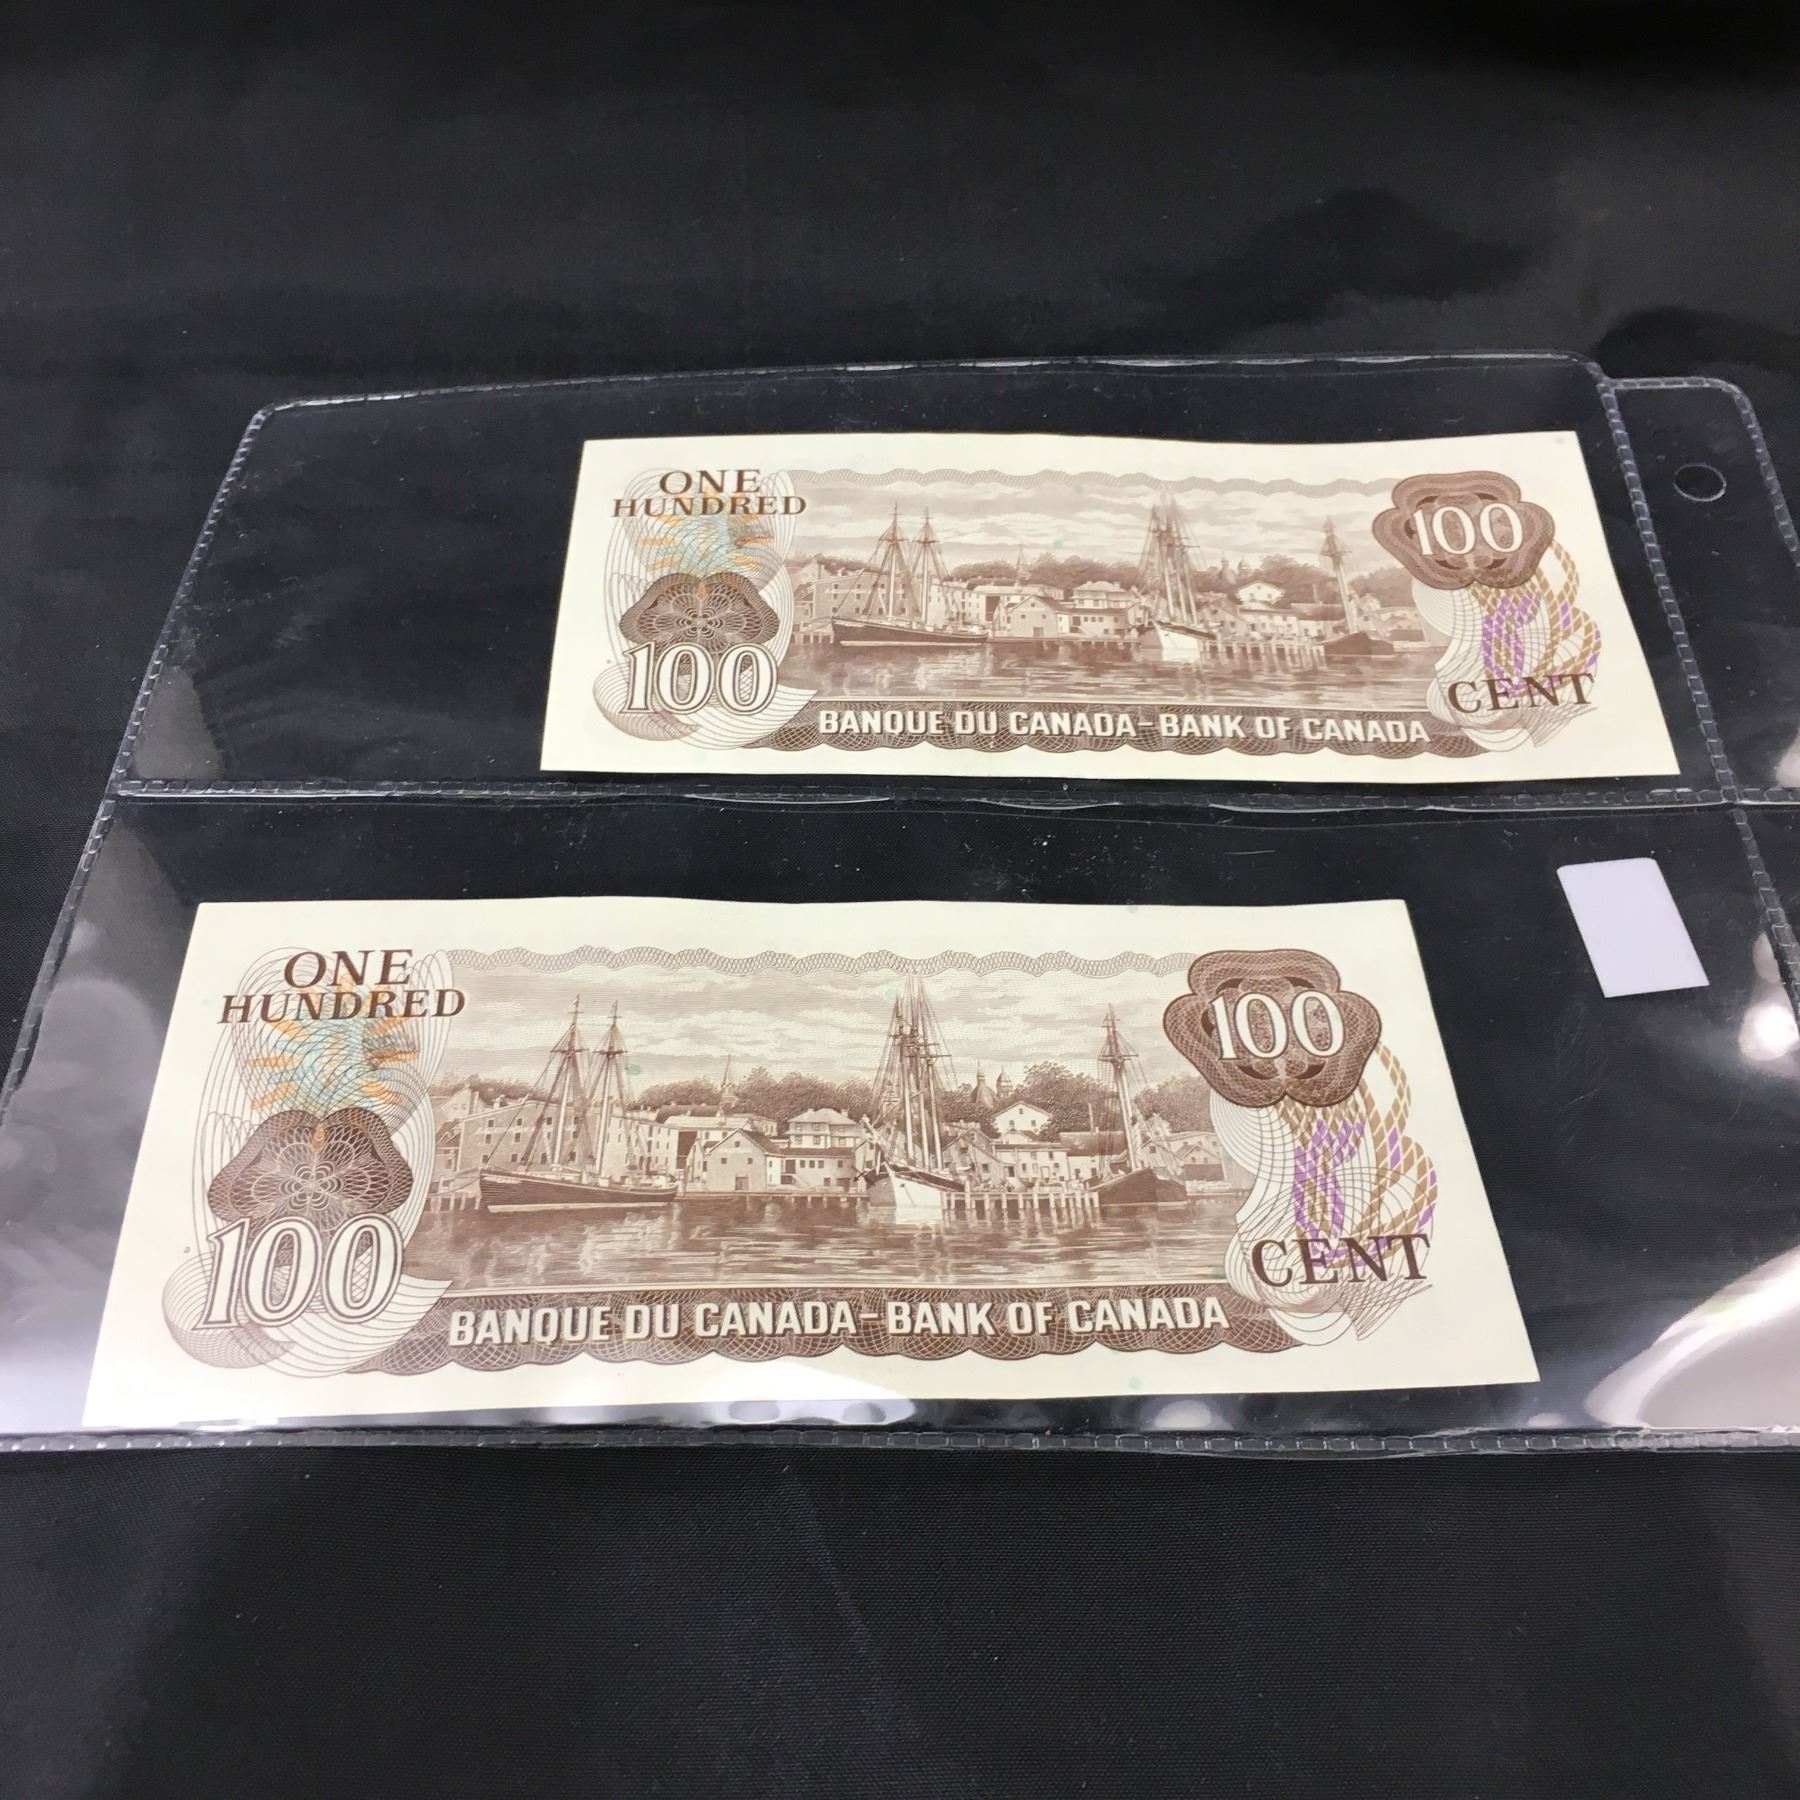 ONE
HUNDRED
100
100
CENT
BANQUE DU CANADA-BANK OF CANADA
ONE
HUNDRED
100
100
CENT
BANQUE DU CANADA-BANK OF CANADA